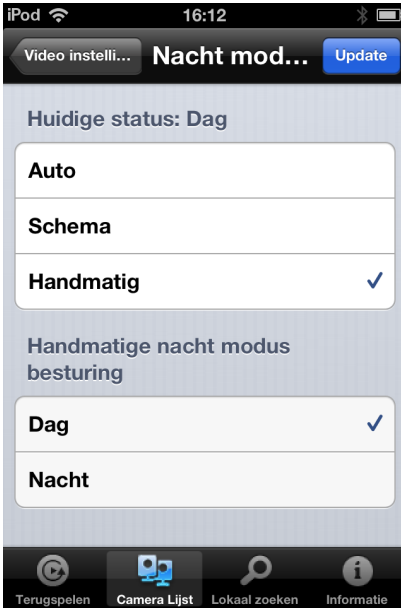 iPod 16:12
Video instelli... Nacht mod... Update
Huidige status: Dag
Auto
Schema
Handmatig
Handmatige nacht modus
besturing
Dag
Nacht
Terugspelen Camera Lijst Lokaal zoeken Informatie